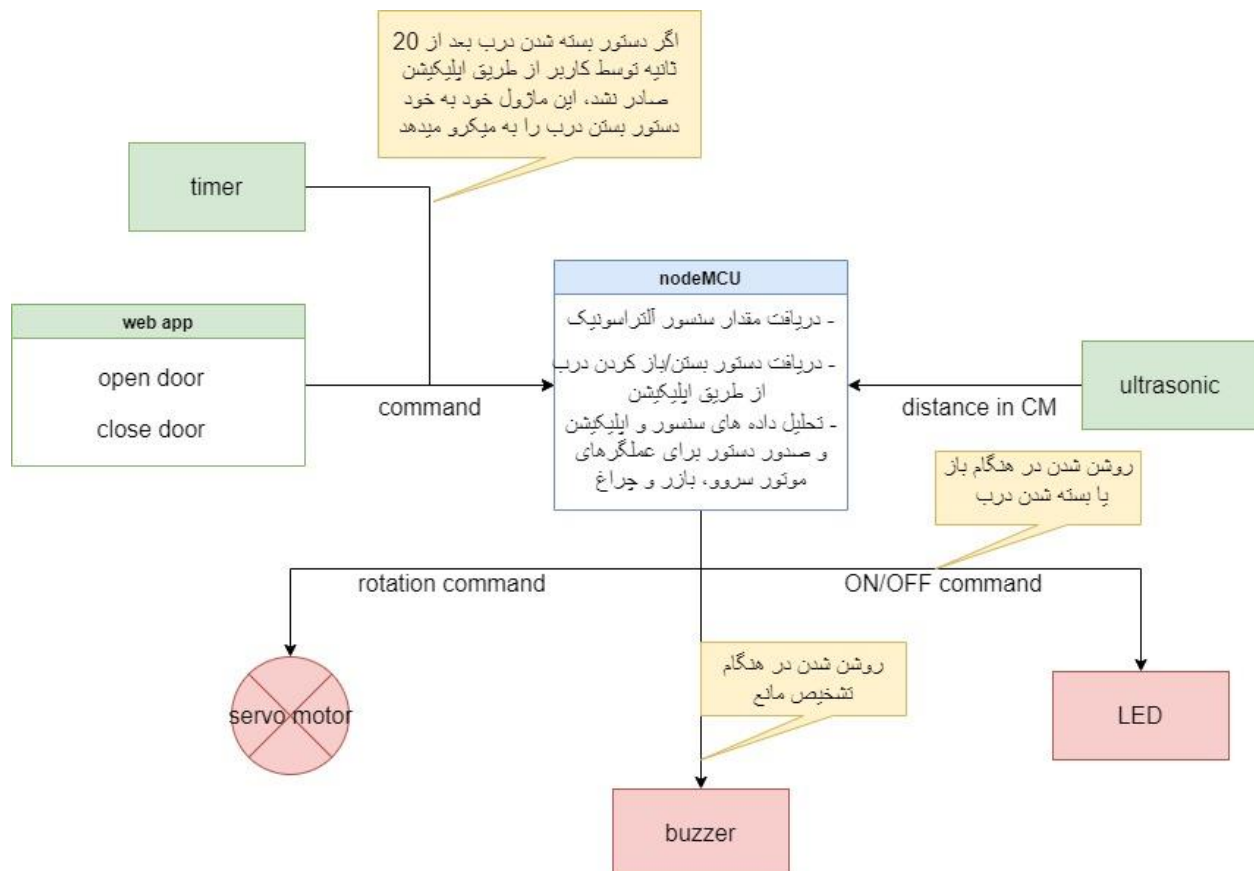 اگر دستور بسته شدن درب بعد از 20
ثانیه توسط کاربر از طریق اپلیکیشن
صادر نشد، این ماژول خود به خود
دستور بستن درب را به میکرو میدهد
timer
web app
open door
close door
command
nodeMCU
- دریافت مقدار سنسور آلتراسونیک
- دریافت دستور بستن/باز کردن درب
از طریق اپلیکیشن
- تحلیل داده های سنسور و اپلیکیشن
و صدور دستور برای عملگرهای
موتور سروو، بازر و چراغ
ultrasonic
distance in CM
روشن شدن در هنگام باز
یا بسته شدن درب
rotation command
ON/OFF command
روشن شدن در هنگام
تشخیص مانع
servo motor
LED
buzzer